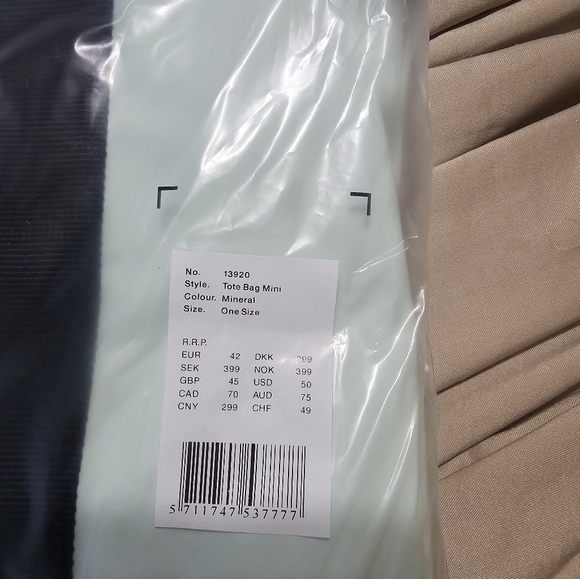 No. 13920
Style. Tote Bag Mini
Colour. Mineral
Size. One Size
R.R.P.
EUR 42 DKK 299
SEK 399 NOK 399
GBP 45 USD 50
CAD 70 AUD 75
CNY 299 CHF 49
5 711747 537777